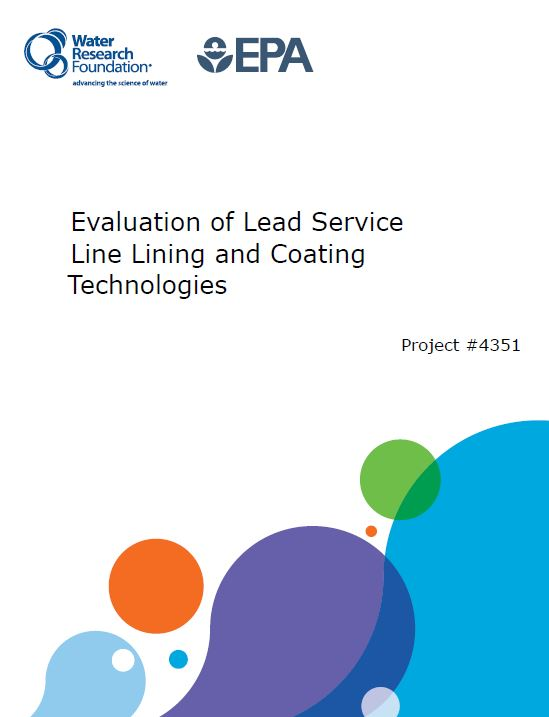 Water
Research
Foundation
advancing the science of water
EPA
Evaluation of Lead Service
Line Lining and Coating
Technologies
Project #4351